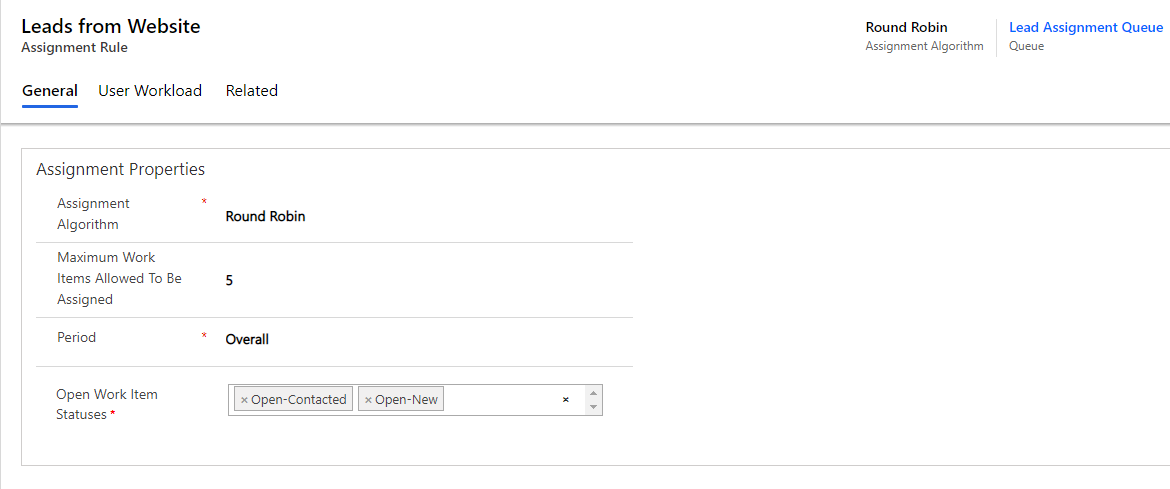 Leads from Website
Assignment Rule
Round Robin
Assignment Algorithm
Lead Assignment Queue
Queue
General User Workload Related
Assignment Properties
Assignment *
Algorithm
Round Robin
Maximum Work
Items Allowed To Be
Assigned
5
Period * Overall
Open Work Item
Statuses *
× Open-Contacted × Open-New ×